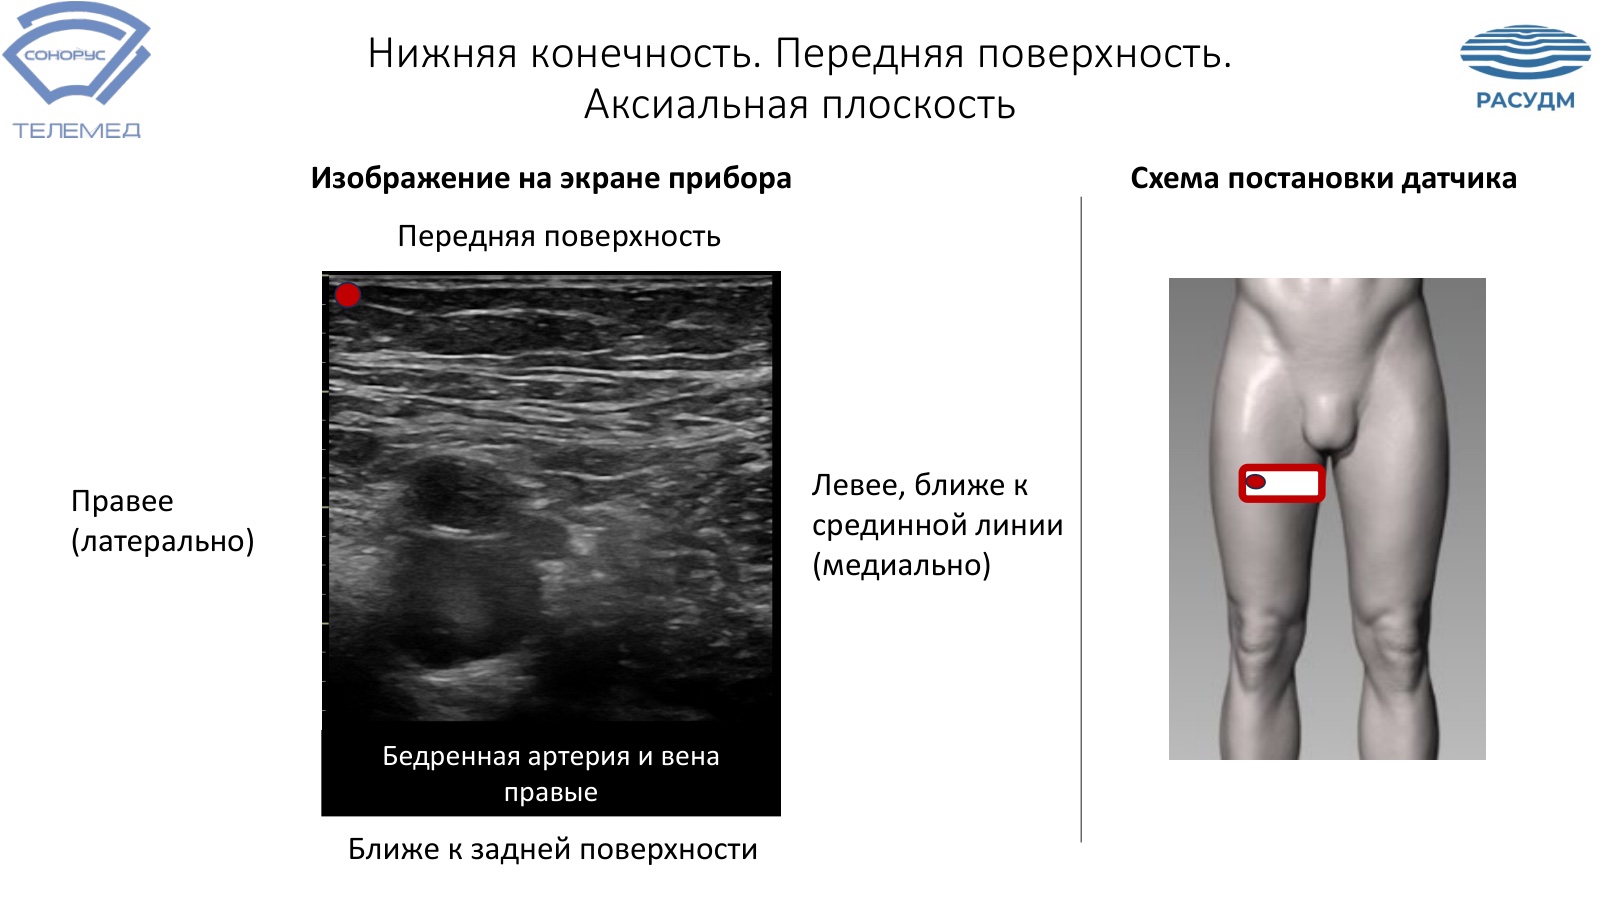 СОНОРУС
ТЕЛЕМЕД
Нижняя конечность. Передняя поверхность.
Аксиальная плоскость
РАСУДМ
Изображение на экране прибора
Схема постановки датчика
Передняя поверхность
Правее
(латерально)
Левее, ближе к
срединной линии
(медиально)
Бедренная артерия и вена
правые
Ближе к задней поверхности